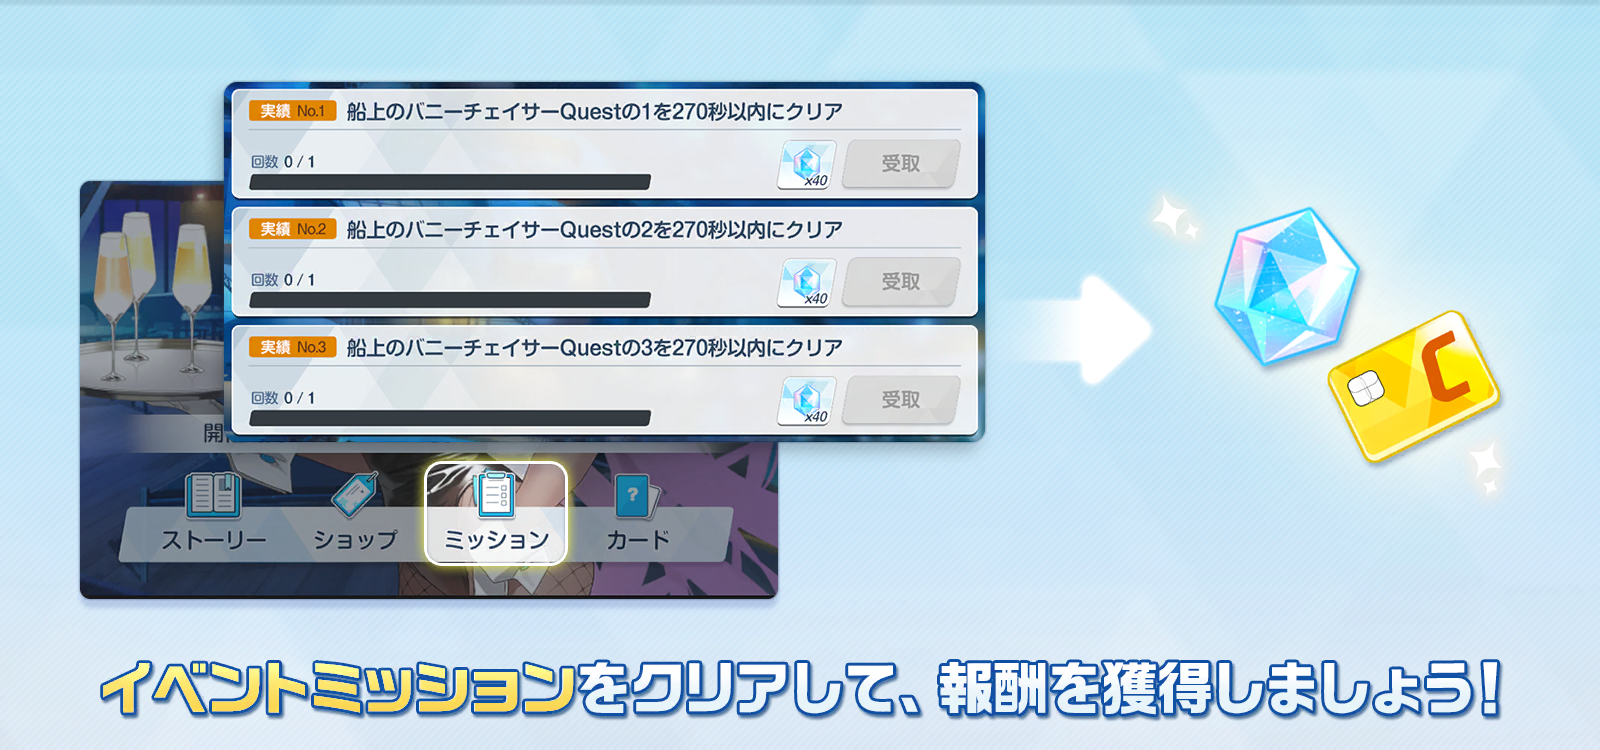 実績 No.1 船上のバニーチェイサーQuestの1を270秒以内にクリア
回数 0 / 1
x40
受取
実績 No.2 船上のバニーチェイサーQuestの2を270秒以内にクリア
回数 0 / 1
x40
受取
実績 No.3 船上のバニーチェイサーQuestの3を270秒以内にクリア
回数 0 / 1
x40
受取
開
ストーリー ショップ ミッション カード
?
C
イベントミッションをクリアして、報酬を獲得しましょう!